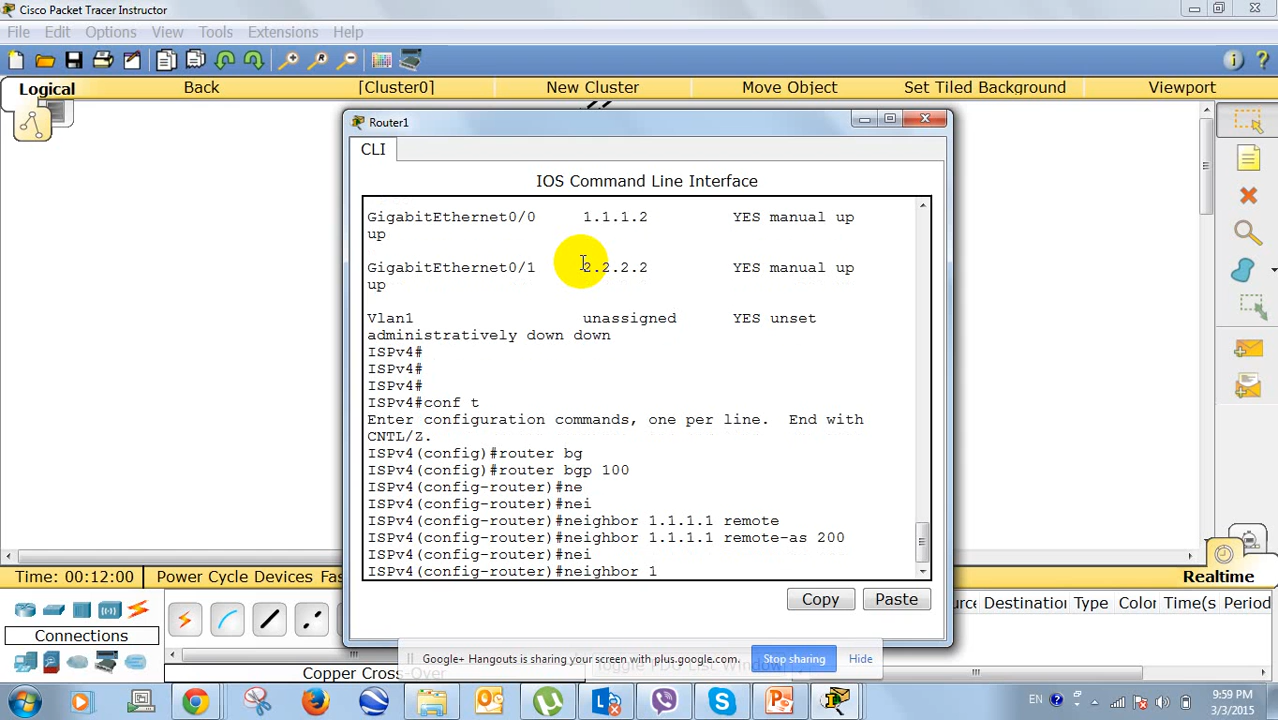 Cisco Packet Tracer Instructor
File Edit Options View Tools Extensions Help
Logical Back [Cluster0] New Cluster Move Object Set Tiled Background Viewport
Router1
CLI
IOS Command Line Interface
GigabitEthernet0/0 1.1.1.2 YES manual up
up
GigabitEthernet0/1 2.2.2.2 YES manual up
up
Vlan1 unassigned YES unset
administratively down down
ISPv4#
ISPv4#
ISPv4#
ISPv4#conf t
Enter configuration commands, one per line. End with
CNTL/Z.
ISPv4(config)#router bg
ISPv4(config)#router bgp 100
ISPv4(config-router)#ne
ISPv4(config-router)#nei
ISPv4(config-router)#neighbor 1.1.1.1 remote
ISPv4(config-router)#neighbor 1.1.1.1 remote-as 200
ISPv4(config-router)#nei
ISPv4(config-router)#neighbor 1
Copy Paste
Time: 00:12:00 Power Cycle Devices Fas Realtime
Destination Type Color Time(s Period
Connections
Google+ Hangouts is sharing your screen with plus.google.com. Stop sharing Hide
Copper Cross-Over
EN
9:59 PM
3/3/2015